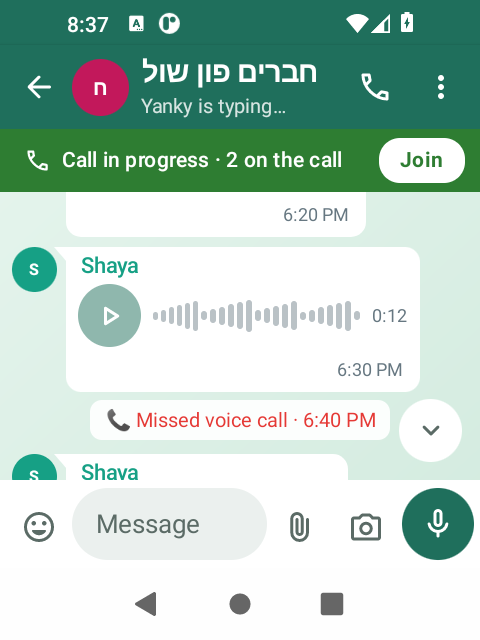 8:37
A
ח
חברים פון שול
Yanky is typing…
Call in progress · 2 on the call
Join
6:20 PM
S
Shaya
0:12
6:30 PM
Missed voice call · 6:40 PM
S
Shaya
Message